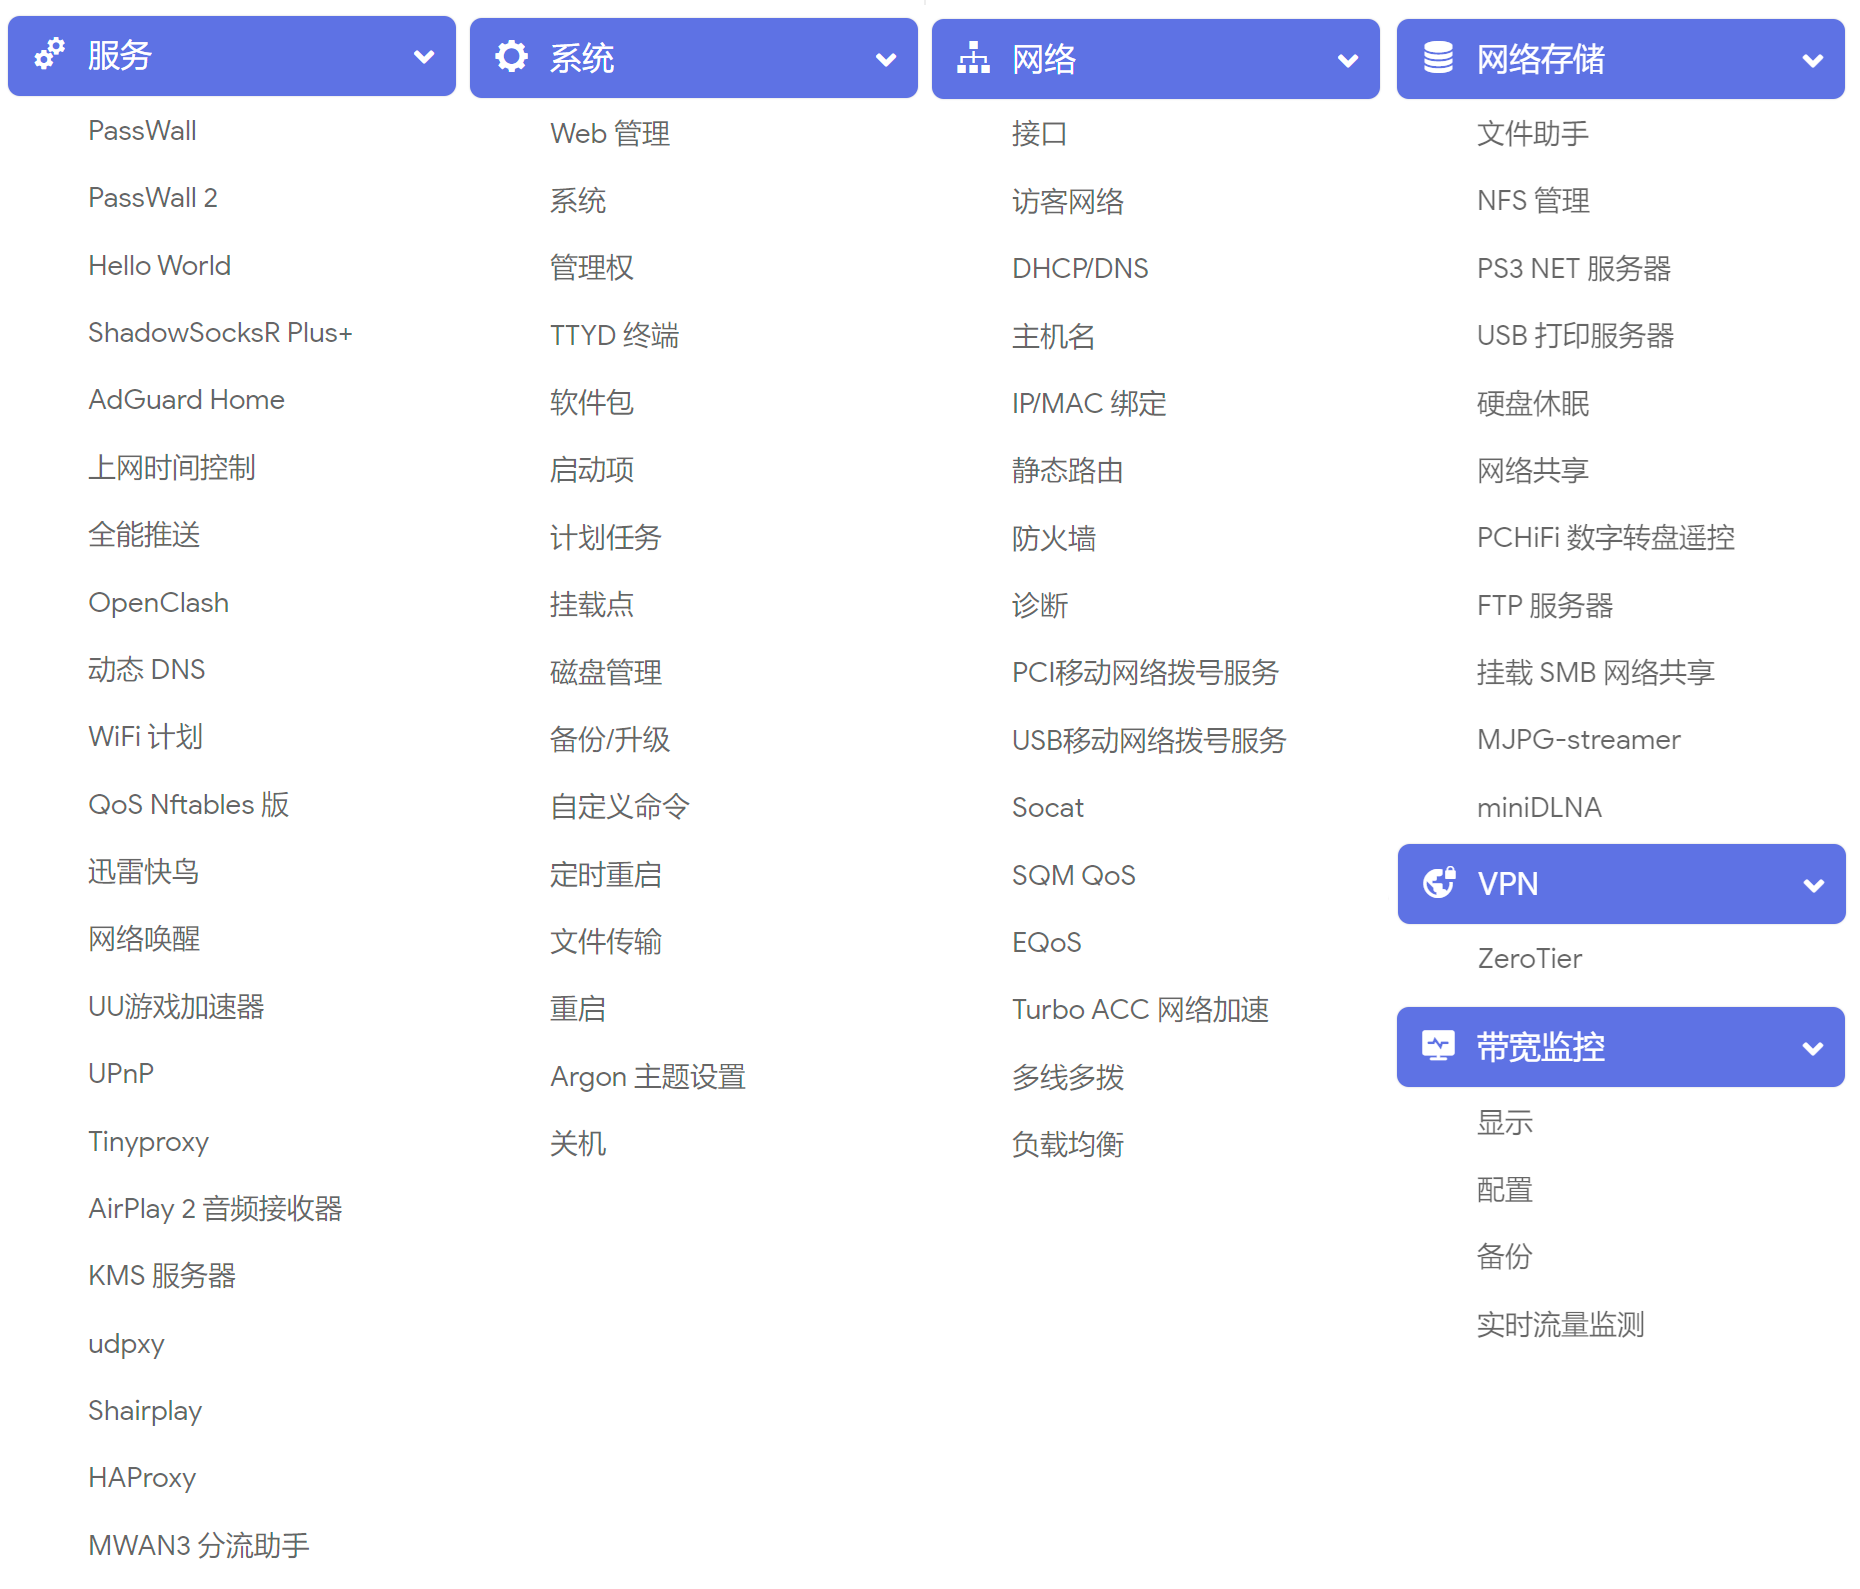 服务
PassWall
PassWall 2
Hello World
ShadowSocksR Plus+
AdGuard Home
上网时间控制
全能推送
OpenClash
动态 DNS
WiFi 计划
QoS Nftables 版
迅雷快鸟
网络唤醒
UU游戏加速器
UPnP
Tinyproxy
AirPlay 2 音频接收器
KMS 服务器
udpxy
Shairplay
HAProxy
MWAN3 分流助手
系统
Web 管理
系统
管理权
TTYD 终端
软件包
启动项
计划任务
挂载点
磁盘管理
备份/升级
自定义命令
定时重启
文件传输
重启
Argon 主题设置
关机
网络
接口
访客网络
DHCP/DNS
主机名
IP/MAC 绑定
静态路由
防火墙
诊断
PCI移动网络拨号服务
USB移动网络拨号服务
Socat
SQM QoS
EQoS
Turbo ACC 网络加速
多线多拨
负载均衡
网络存储
文件助手
NFS 管理
PS3 NET 服务器
USB 打印服务器
硬盘休眠
网络共享
PCHiFi 数字转盘遥控
FTP 服务器
挂载 SMB 网络共享
MJPG-streamer
miniDLNA
VPN
ZeroTier
带宽监控
显示
配置
备份
实时流量监测